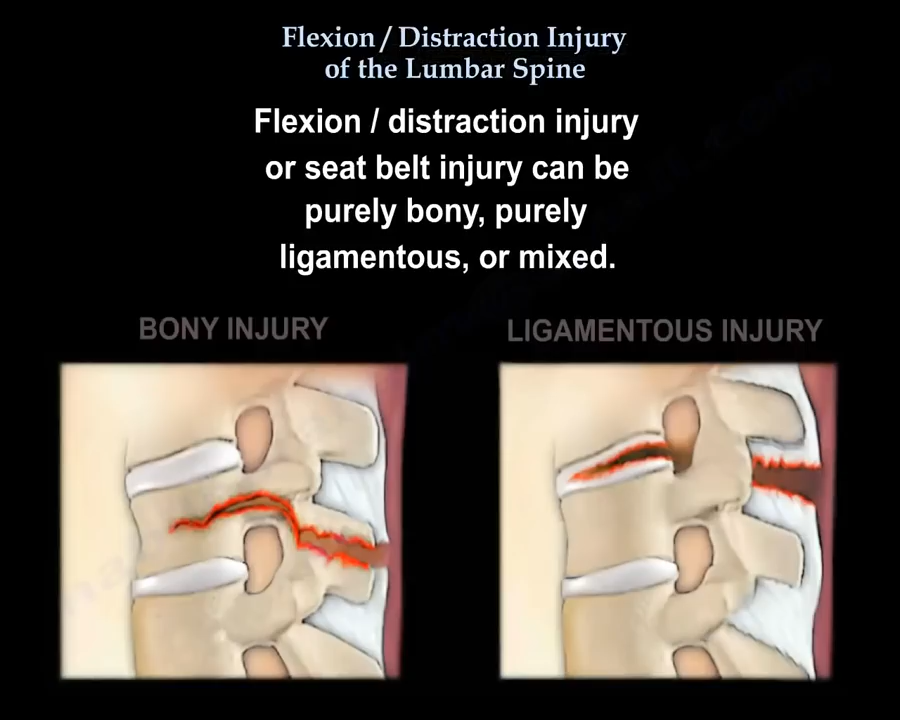 Flexion / Distraction Injury
of the Lumbar Spine
Flexion / distraction injury
or seat belt injury can be
purely bony, purely
ligamentous, or mixed.
BONY INJURY
LIGAMENTOUS INJURY